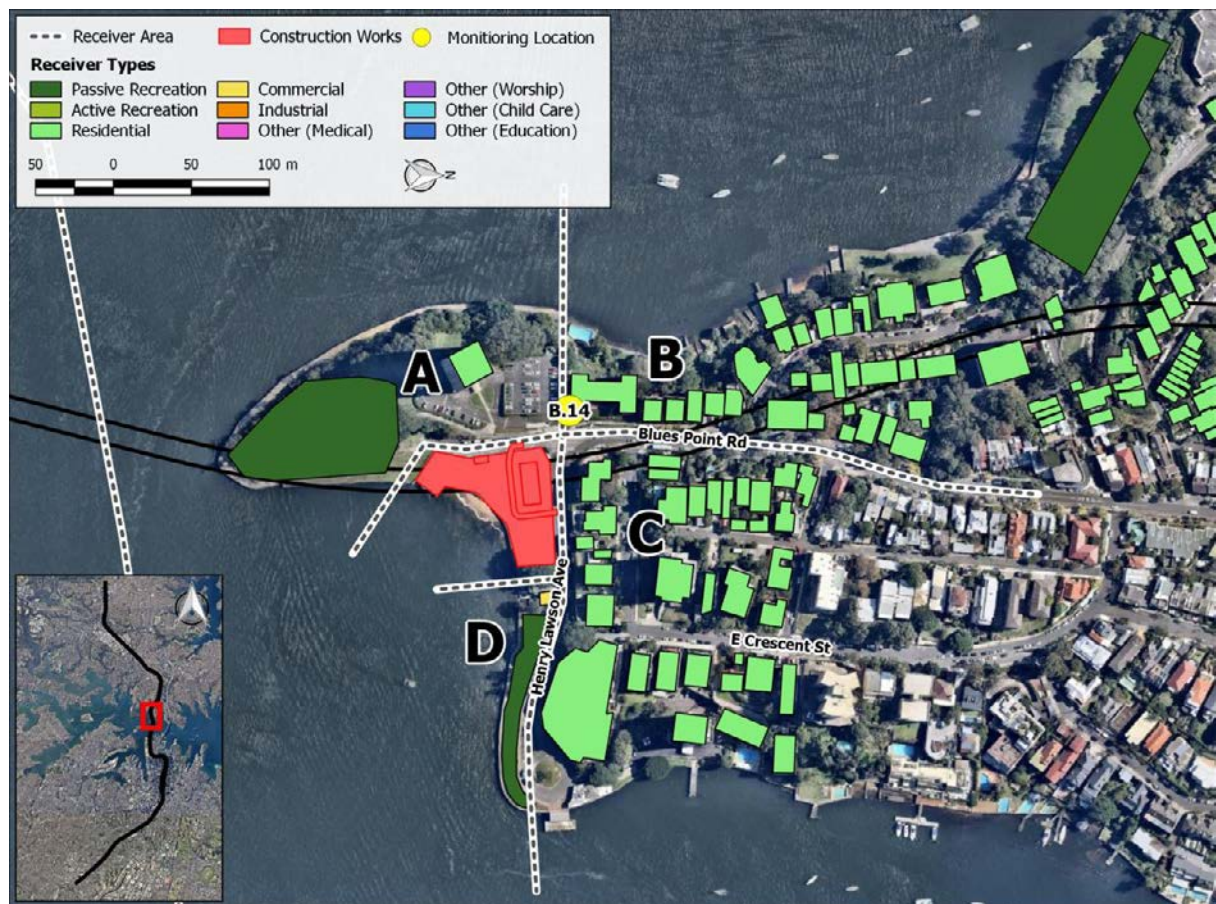 Receiver Area
Construction Works
Monitiroing Location
Receiver Types
Passive Recreation
Commercial
Other (Worship)
Active Recreation
Industrial
Other (Child Care)
Residential
Other (Medical)
Other (Education)
50 0 50 100 m
N
A
B
B.14
Blues Point Rd
C
Henry Lawson Ave
D
E Crescent St